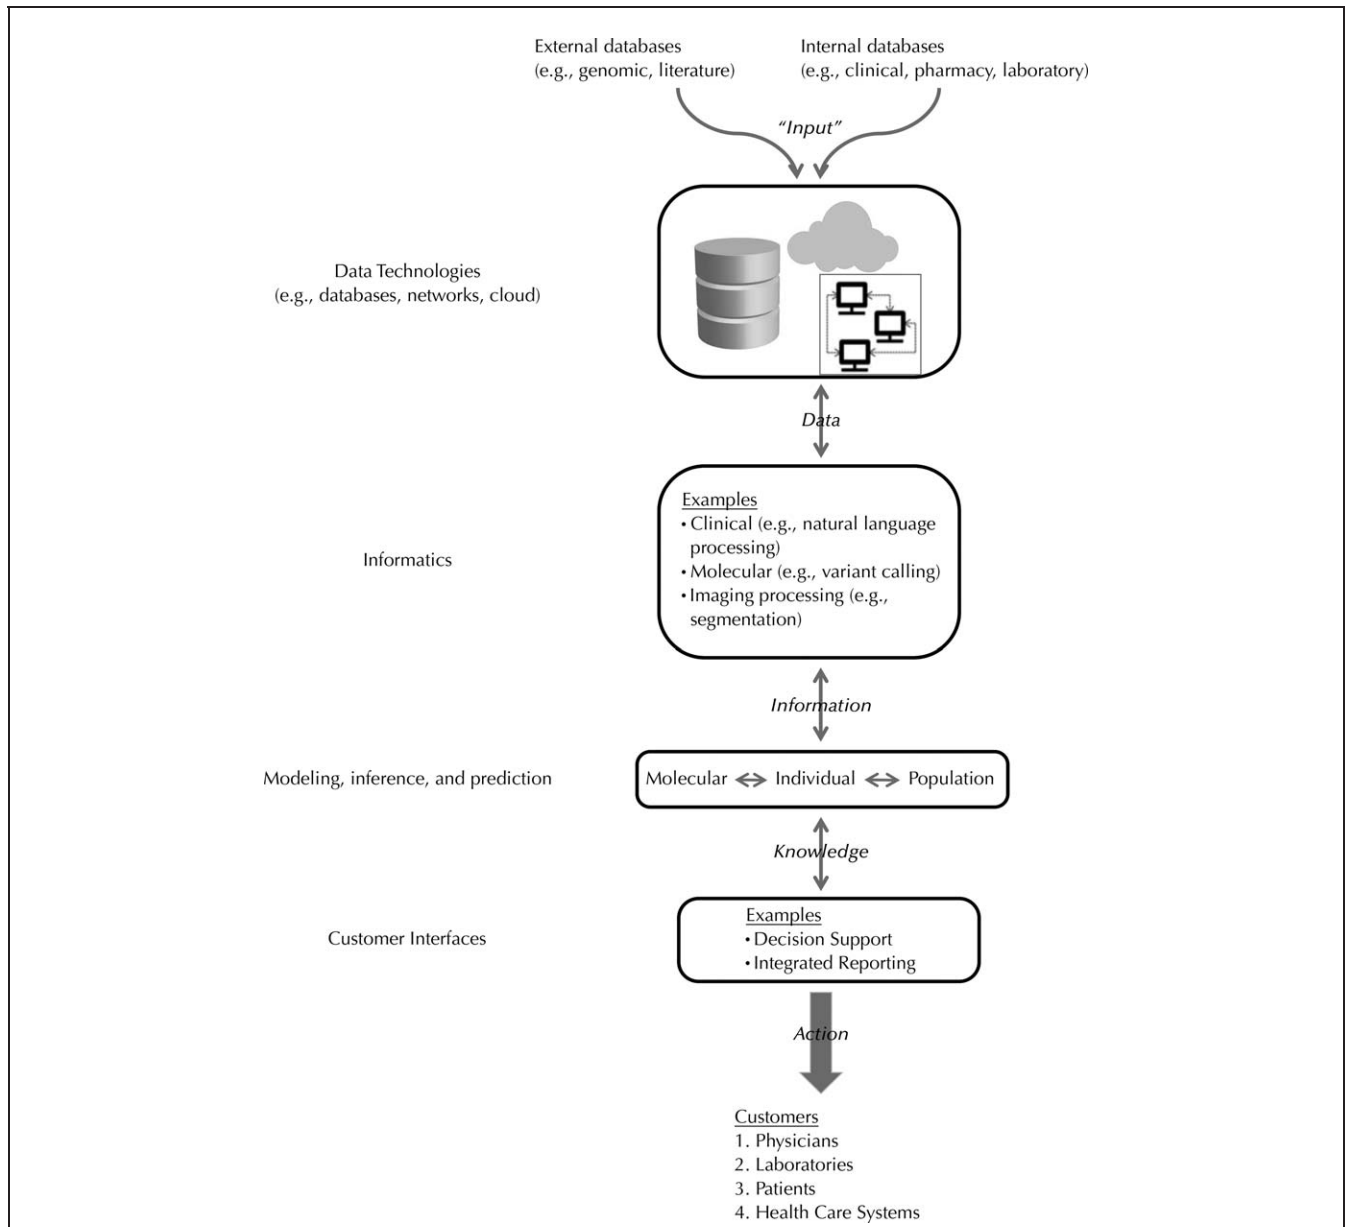 External databases
(e.g., genomic, literature)
Internal databases
(e.g., clinical, pharmacy, laboratory)
“Input”
Data Technologies
(e.g., databases, networks, cloud)
Data
Informatics
Examples
• Clinical (e.g., natural language
processing)
• Molecular (e.g., variant calling)
• Imaging processing (e.g.,
segmentation)
Information
Modeling, inference, and prediction
Molecular
Individual
Population
Knowledge
Customer Interfaces
Examples
• Decision Support
• Integrated Reporting
Action
Customers
1. Physicians
2. Laboratories
3. Patients
4. Health Care Systems